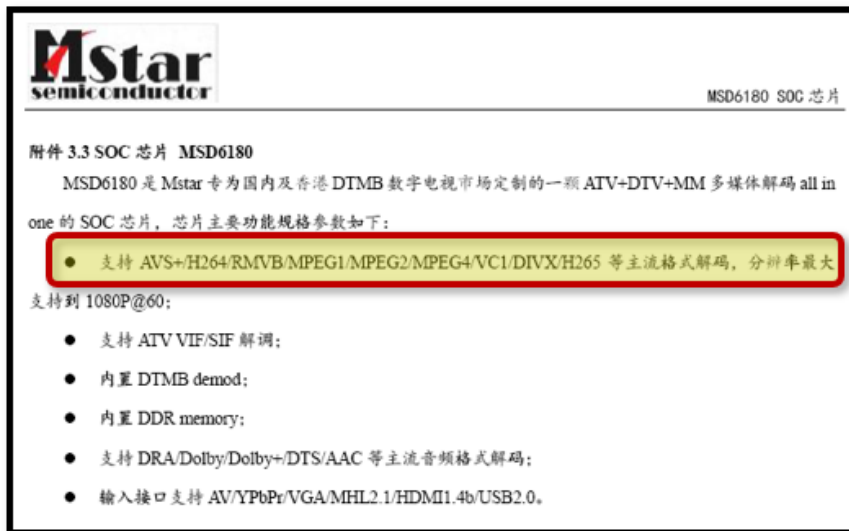 Mstar
semiconductor
MSD6180 SOC 芯片
附件 3.3 SOC 芯片 MSD6180
MSD6180 是 Mstar 专为国内及香港 DTMB 数字电视市场定制的一颗 ATV+DTV+MM 多媒体解码 all in
one 的 SOC 芯片，芯片主要功能规格参数如下：
● 支持 AVS+/H264/RMVB/MPEG1/MPEG2/MPEG4/VC1/DIVX/H265 等主流格式解码，分辨率最大
支持到 1080P@60；
● 支持 ATV VIF/SIF 解调；
● 内置 DTMB demod；
● 内置 DDR memory；
● 支持 DRA/Dolby/Dolby+/DTS/AAC 等主流音频格式解码；
● 输入接口支持 AV/YPbPr/VGA/MHL2.1/HDMI1.4b/USB2.0。